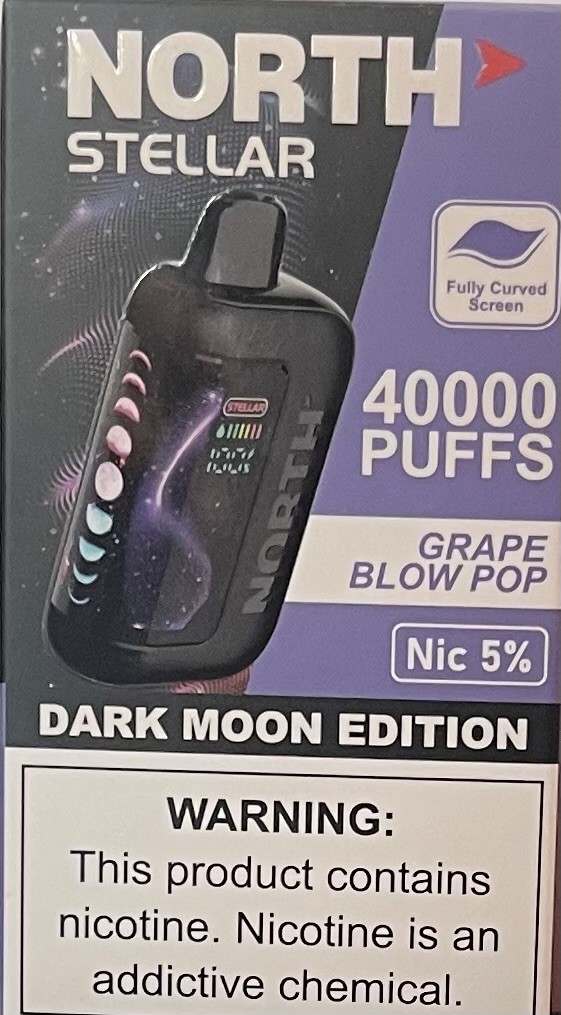 NORTH
STELLAR
Fully Curved
Screen
STELLAR
NORTH
40000
PUFFS
GRAPE
BLOW POP
Nic 5%
DARK MOON EDITION
WARNING:
This product contains
nicotine. Nicotine is an
addictive chemical.